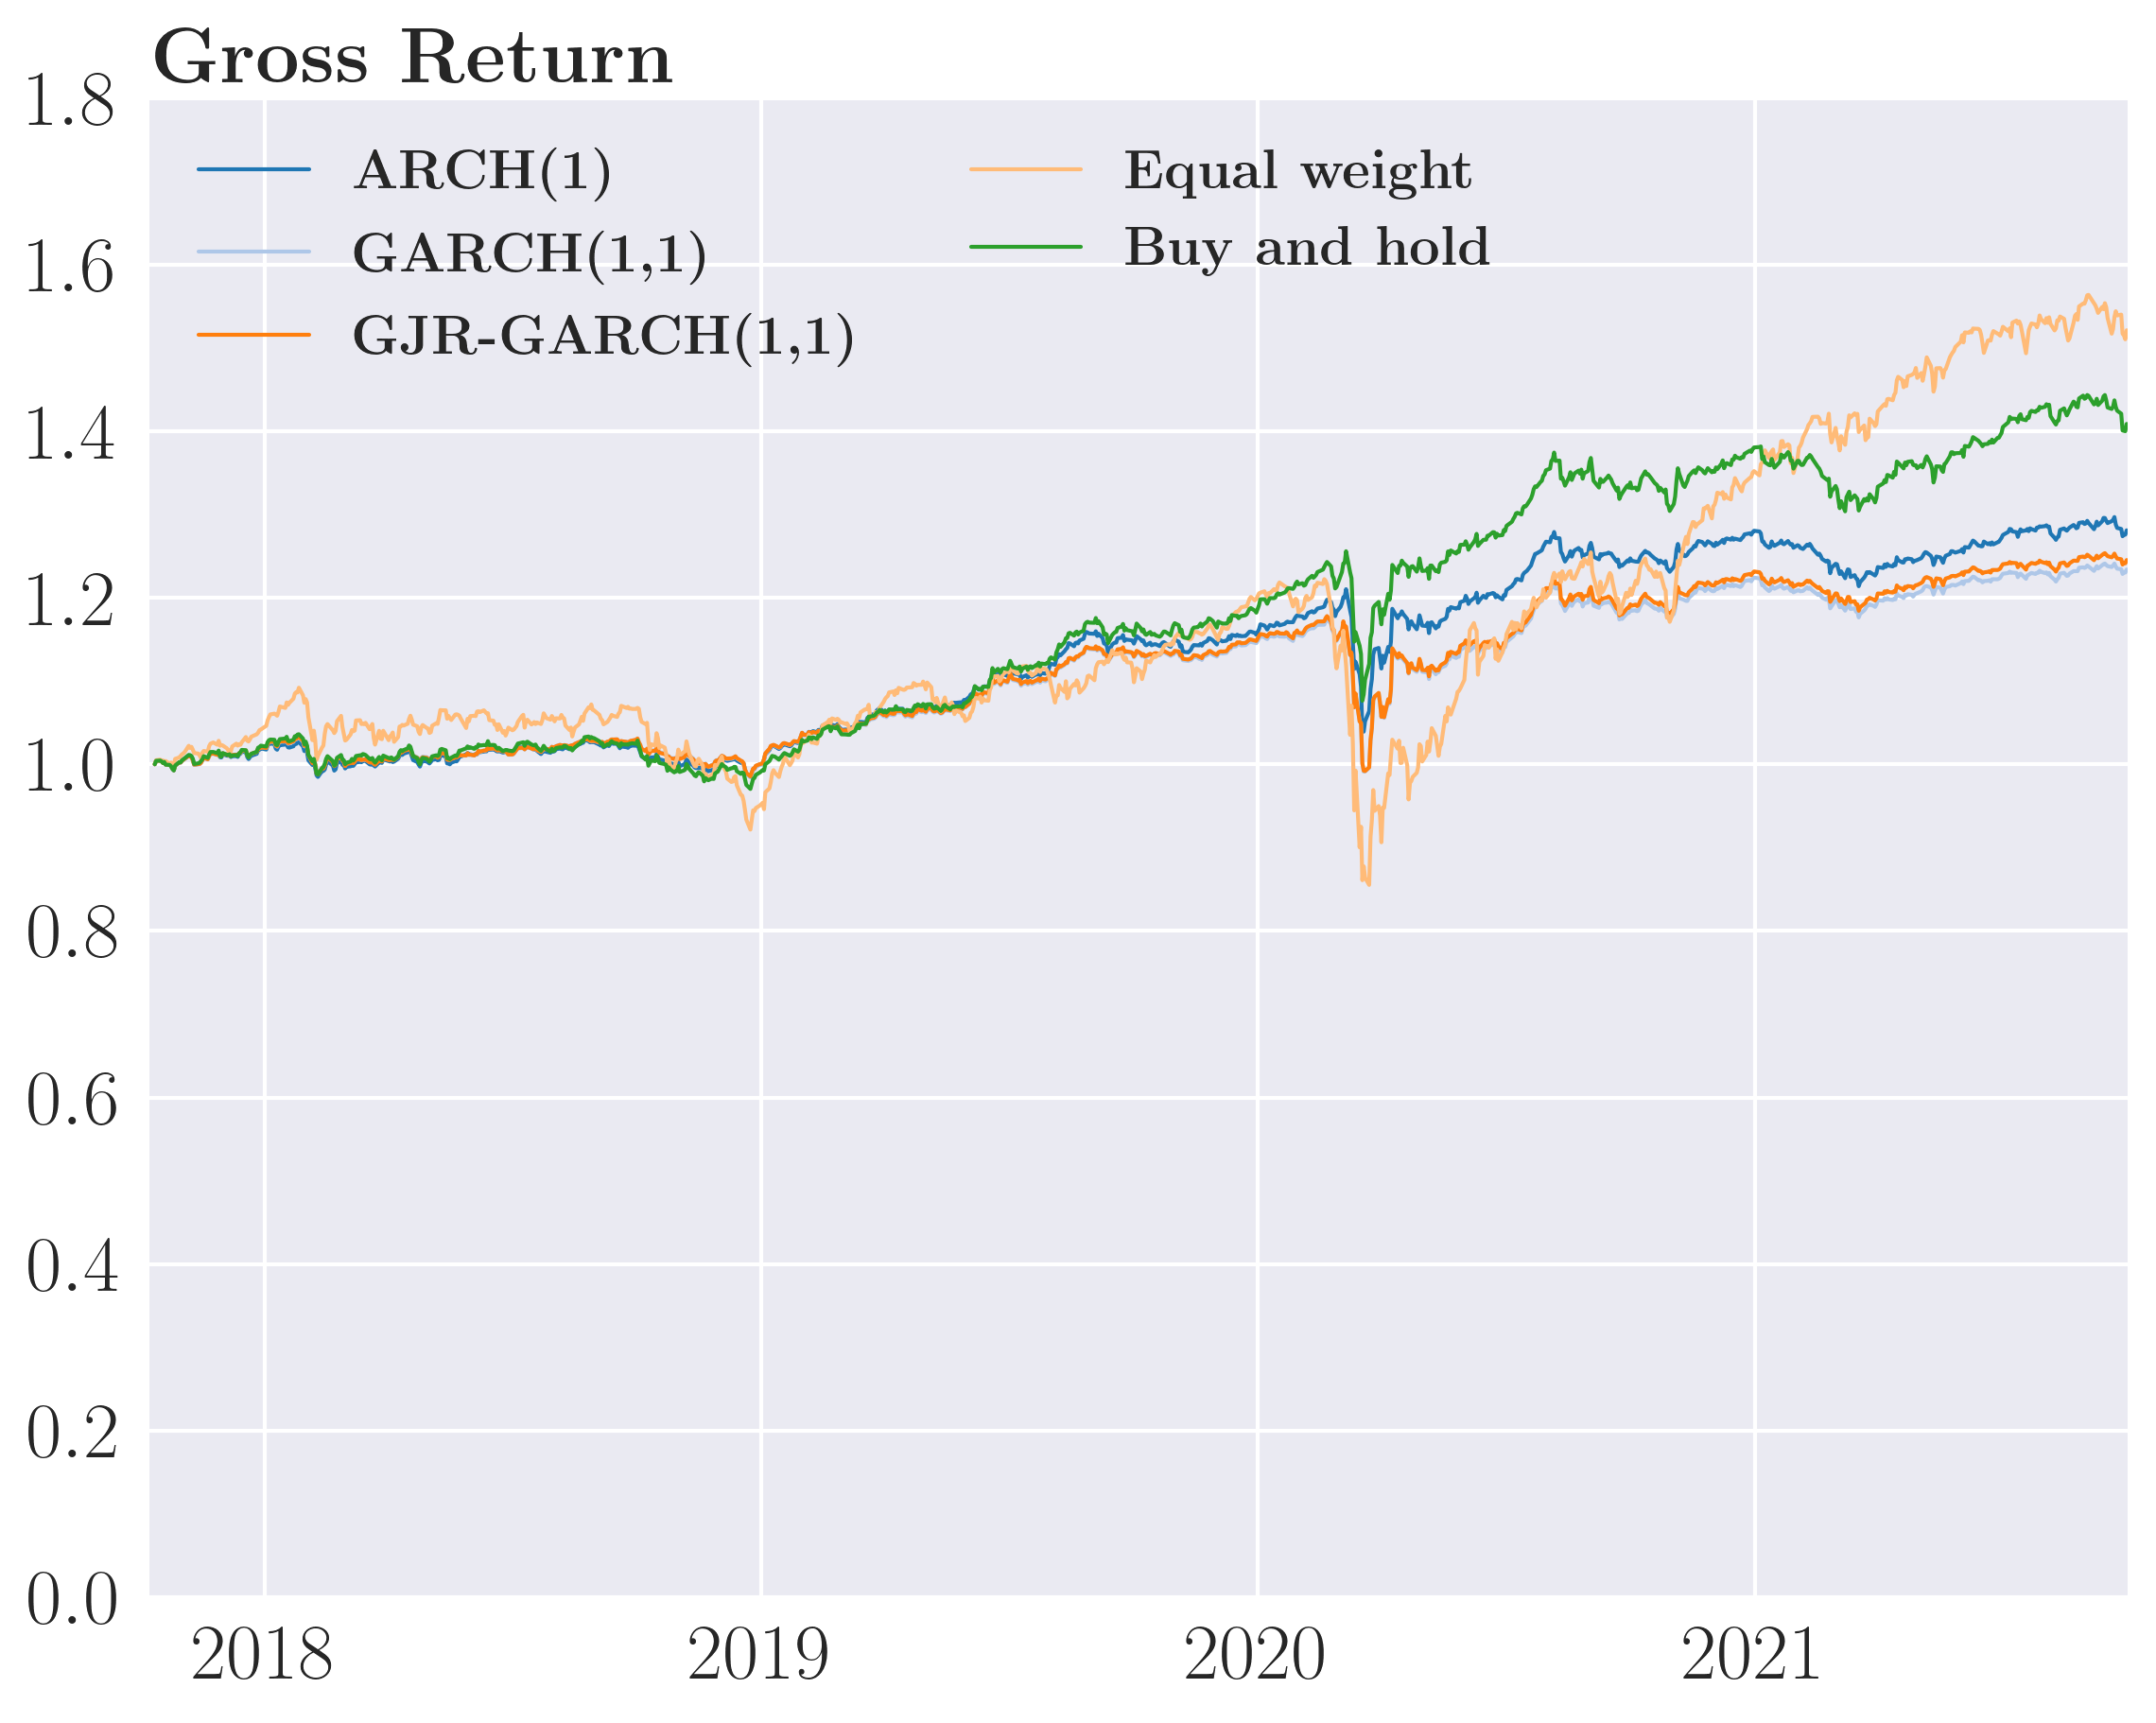 Gross Return
1.8
1.6
1.4
1.2
1.0
0.8
0.6
0.4
0.2
0.0
ARCH(1)
GARCH(1,1)
GJR-GARCH(1,1)
Equal weight
Buy and hold
2018 2019 2020 2021